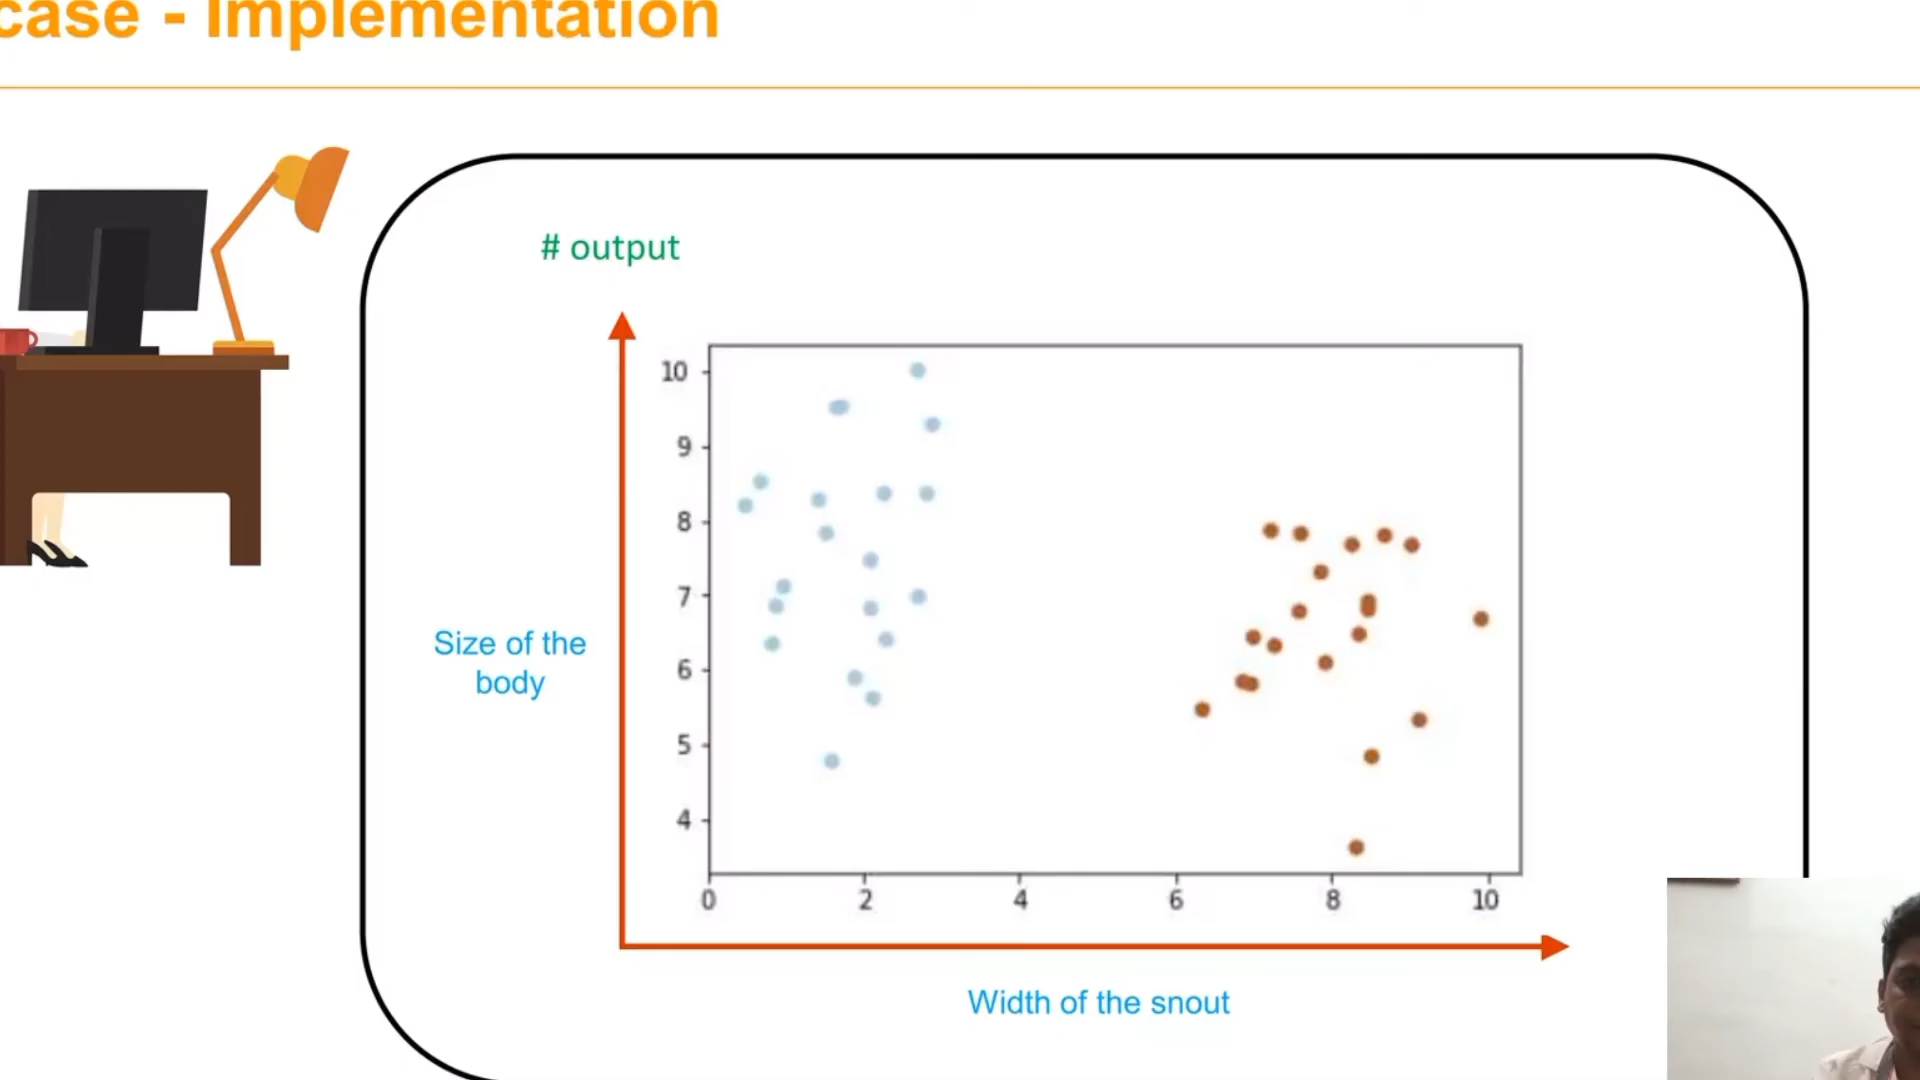 case - Implementation
# output
10
9
8
7
6
5
4
Size of the
body
0 2 4 6 8 10
Width of the snout